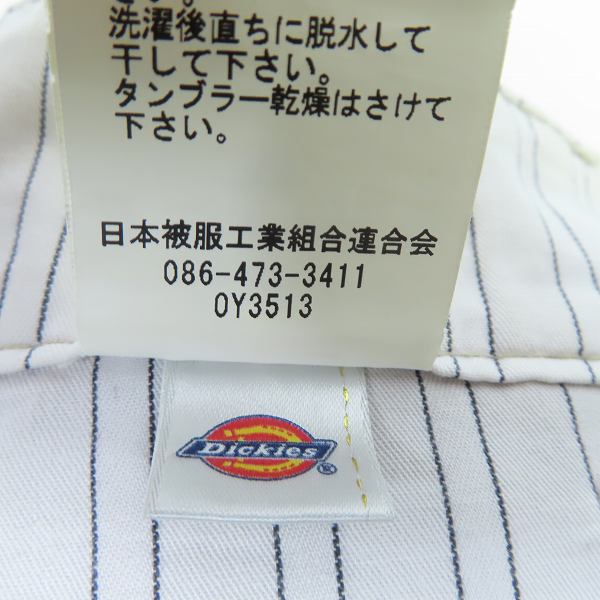 さい。
洗濯後直ちに脱水して
干して下さい。
タンブラー乾燥はさけて
下さい。
日本被服工業組合連合会
086-473-3411
OY3513
Dickies
®